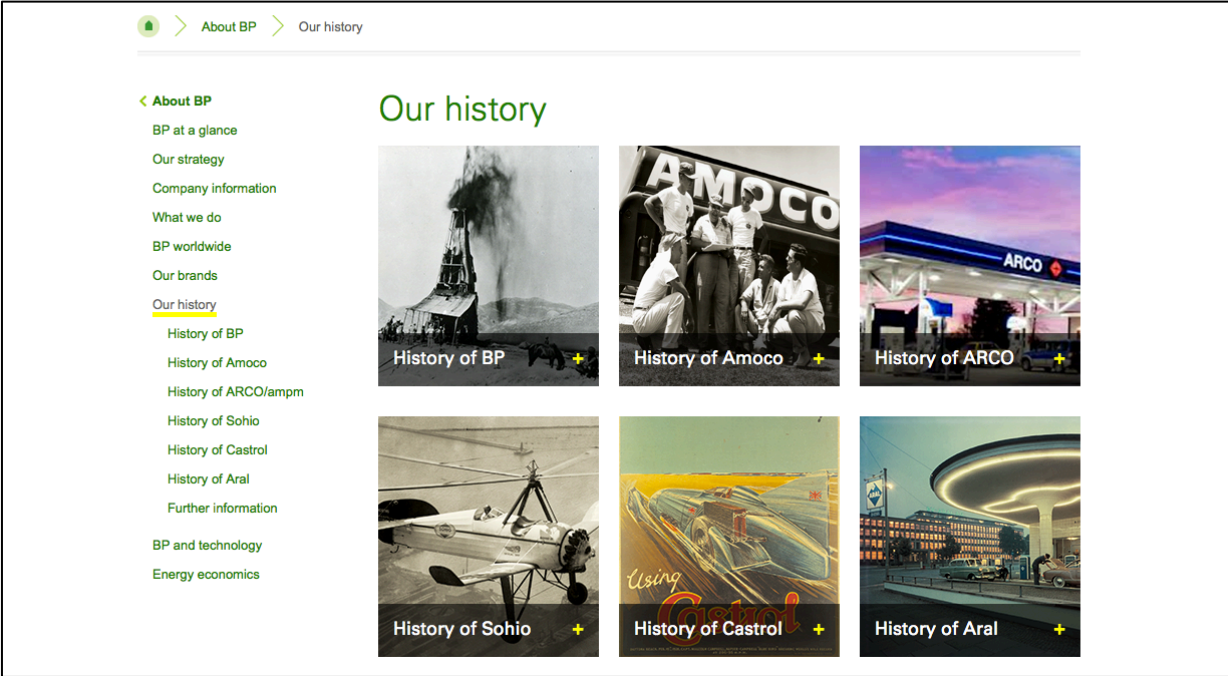 About BP
Our history
About BP
BP at a glance
Our strategy
Company information
What we do
BP worldwide
Our brands
Our history
History of BP
History of Amoco
History of ARCO/ampm
History of Sohio
History of Castrol
History of Aral
Further information
BP and technology
Energy economics
Our history
History of BP +
AMOCO
History of Amoco +
ARCO
History of ARCO +
History of Sohio +
Using
Castrol
History of Castrol +
ARAL
History of Aral +